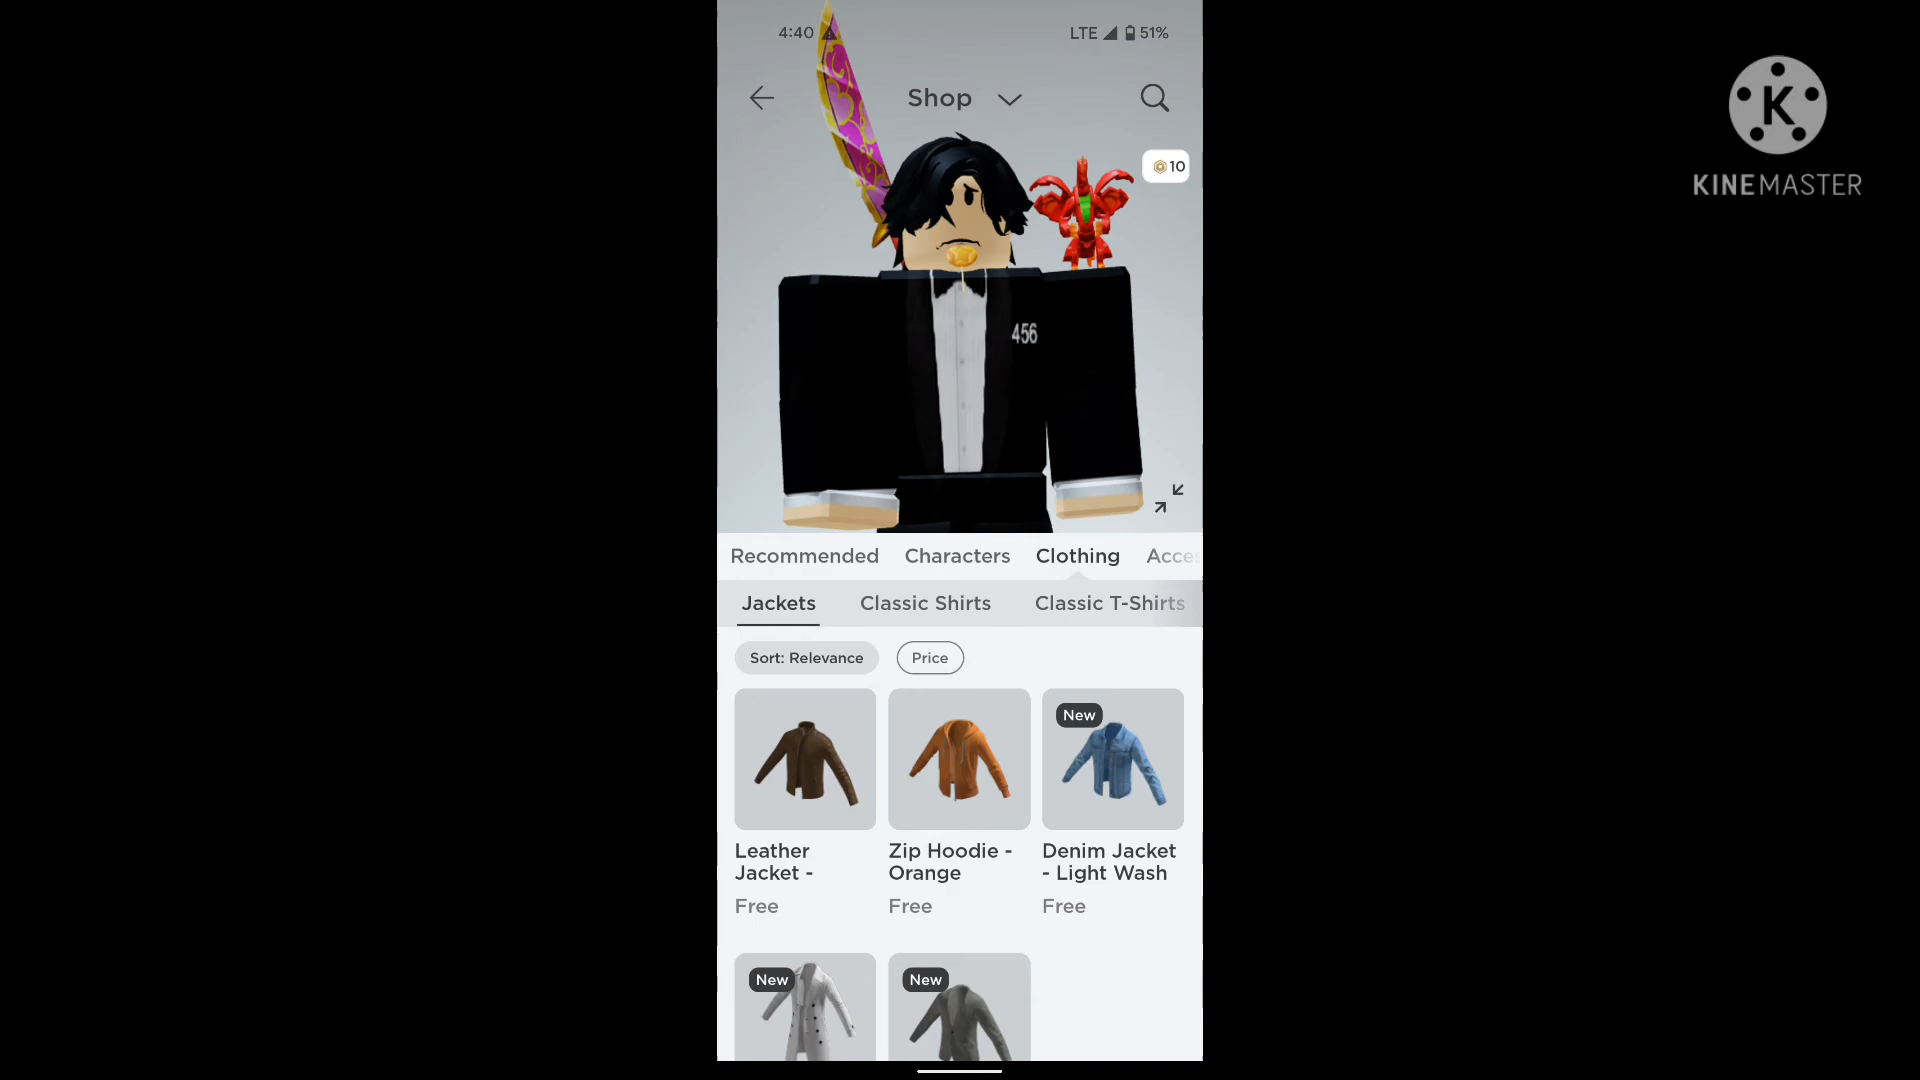 4:40
LTE 51%
Shop
10
456
KINEMASTER
Recommended Characters Clothing Acces
Jackets Classic Shirts Classic T-Shirts
Sort: Relevance Price
New
Leather Jacket -
Free
Zip Hoodie - Orange
Free
Denim Jacket - Light Wash
Free
New
New